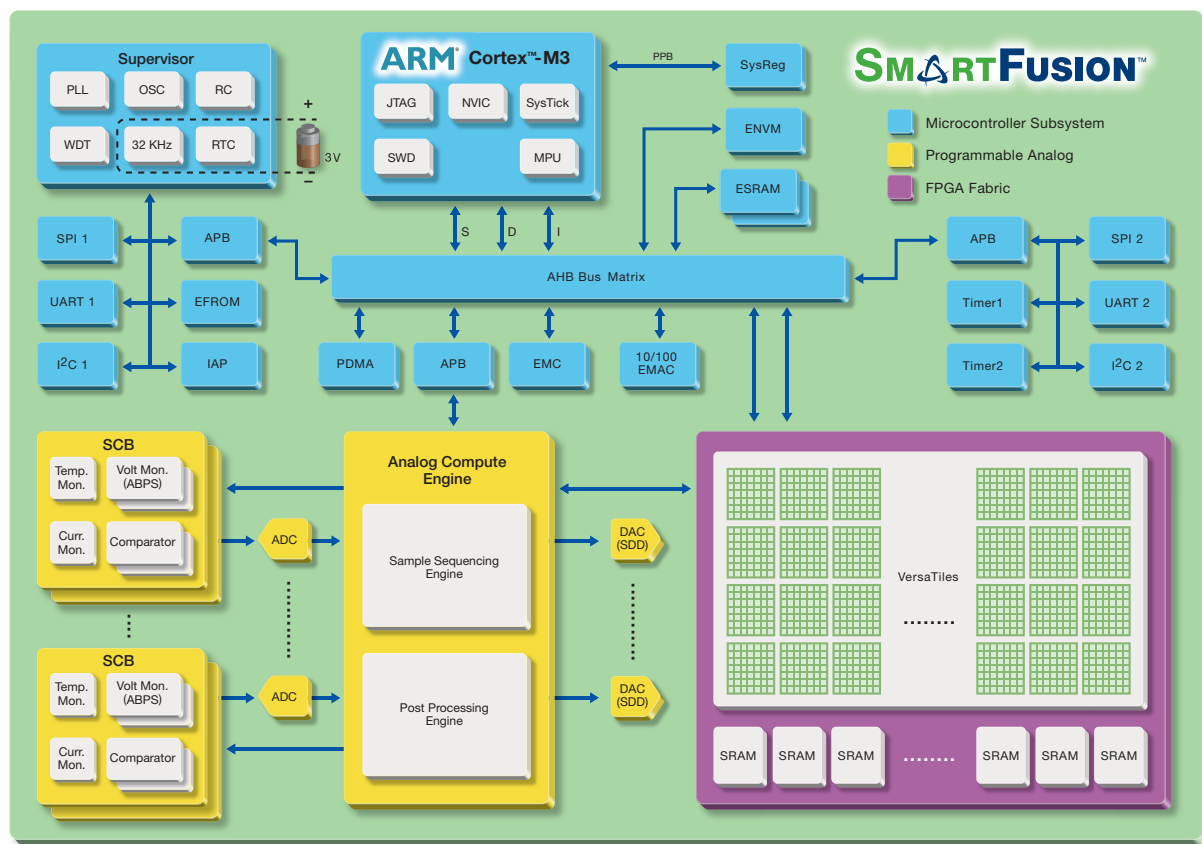 Supervisor
PLL
OSC
RC
WDT
32 KHz
RTC
+
3V
–
ARM® Cortex™-M3
JTAG
NVIC
SysTick
SWD
MPU
PPB
SysReg
ENVM
ESRAM
SMARTFUSION™
Microcontroller Subsystem
Programmable Analog
FPGA Fabric
S
D
I
SPI 1
APB
UART 1
EFROM
I²C 1
IAP
AHB Bus Matrix
PDMA
APB
EMC
10/100
EMAC
APB
SPI 2
Timer1
UART 2
Timer2
I²C 2
SCB
Temp.
Mon.
Volt Mon.
(ABPS)
Curr.
Mon.
Comparator
ADC
SCB
Temp.
Mon.
Volt Mon.
(ABPS)
Curr.
Mon.
Comparator
ADC
Analog Compute
Engine
Sample Sequencing
Engine
Post Processing
Engine
DAC
(SDD)
DAC
(SDD)
VersaTiles
........
SRAM
SRAM
SRAM
........
SRAM
SRAM
SRAM